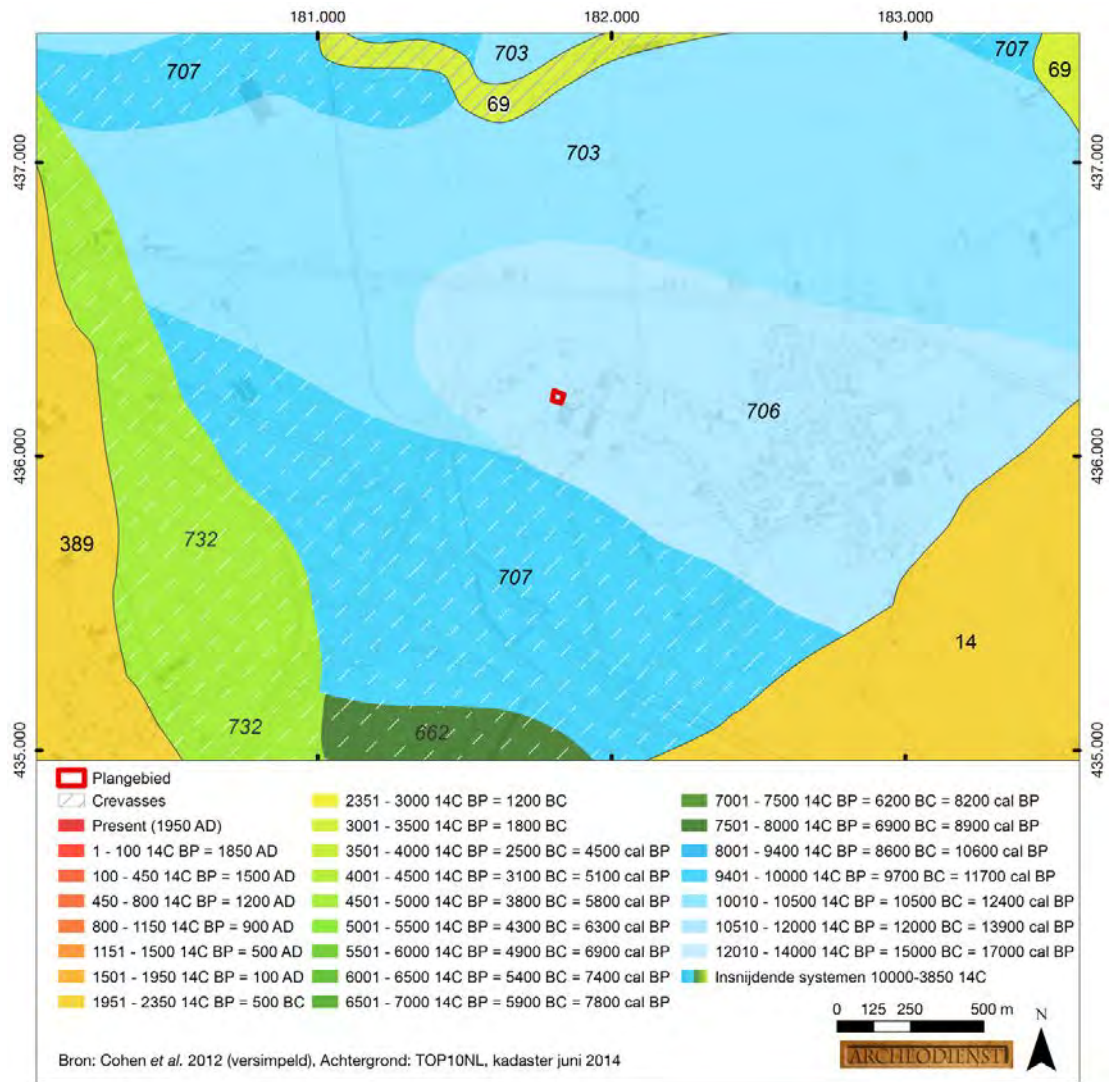 181.000 182.000 183.000
707 703 707
69 69
703
437.000 437.000
706
436.000 436.000
389 732 707
14
732 662
435.000 435.000
Plangebied
Crevasses
Present (1950 AD)
1 - 100 14C BP = 1850 AD
100 - 450 14C BP = 1500 AD
450 - 800 14C BP = 1200 AD
800 - 1150 14C BP = 900 AD
1151 - 1500 14C BP = 500 AD
1501 - 1950 14C BP = 100 AD
1951 - 2350 14C BP = 500 BC
2351 - 3000 14C BP = 1200 BC
3001 - 3500 14C BP = 1800 BC
3501 - 4000 14C BP = 2500 BC = 4500 cal BP
4001 - 4500 14C BP = 3100 BC = 5100 cal BP
4501 - 5000 14C BP = 3800 BC = 5800 cal BP
5001 - 5500 14C BP = 4300 BC = 6300 cal BP
5501 - 6000 14C BP = 4900 BC = 6900 cal BP
6001 - 6500 14C BP = 5400 BC = 7400 cal BP
6501 - 7000 14C BP = 5900 BC = 7800 cal BP
7001 - 7500 14C BP = 6200 BC = 8200 cal BP
7501 - 8000 14C BP = 6900 BC = 8900 cal BP
8001 - 9400 14C BP = 8600 BC = 10600 cal BP
9401 - 10000 14C BP = 9700 BC = 11700 cal BP
10010 - 10500 14C BP = 10500 BC = 12400 cal BP
10510 - 12000 14C BP = 12000 BC = 13900 cal BP
12010 - 14000 14C BP = 15000 BC = 17000 cal BP
Insnijdende systemen 10000-3850 14C
0 125 250 500 m
N
ARCHEODIENST
Bron: Cohen et al. 2012 (versimpeld), Achtergrond: TOP10NL, kadaster juni 2014